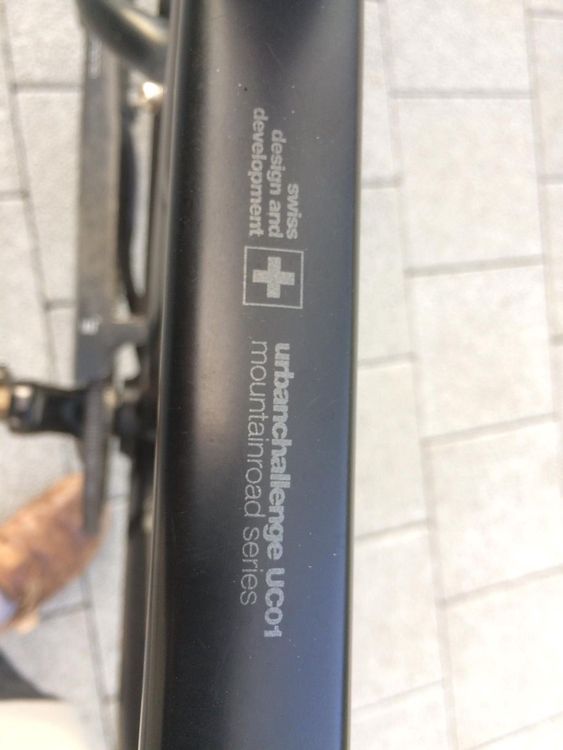 swiss
design and
development
urbanchallenge UC01
mountainroad series